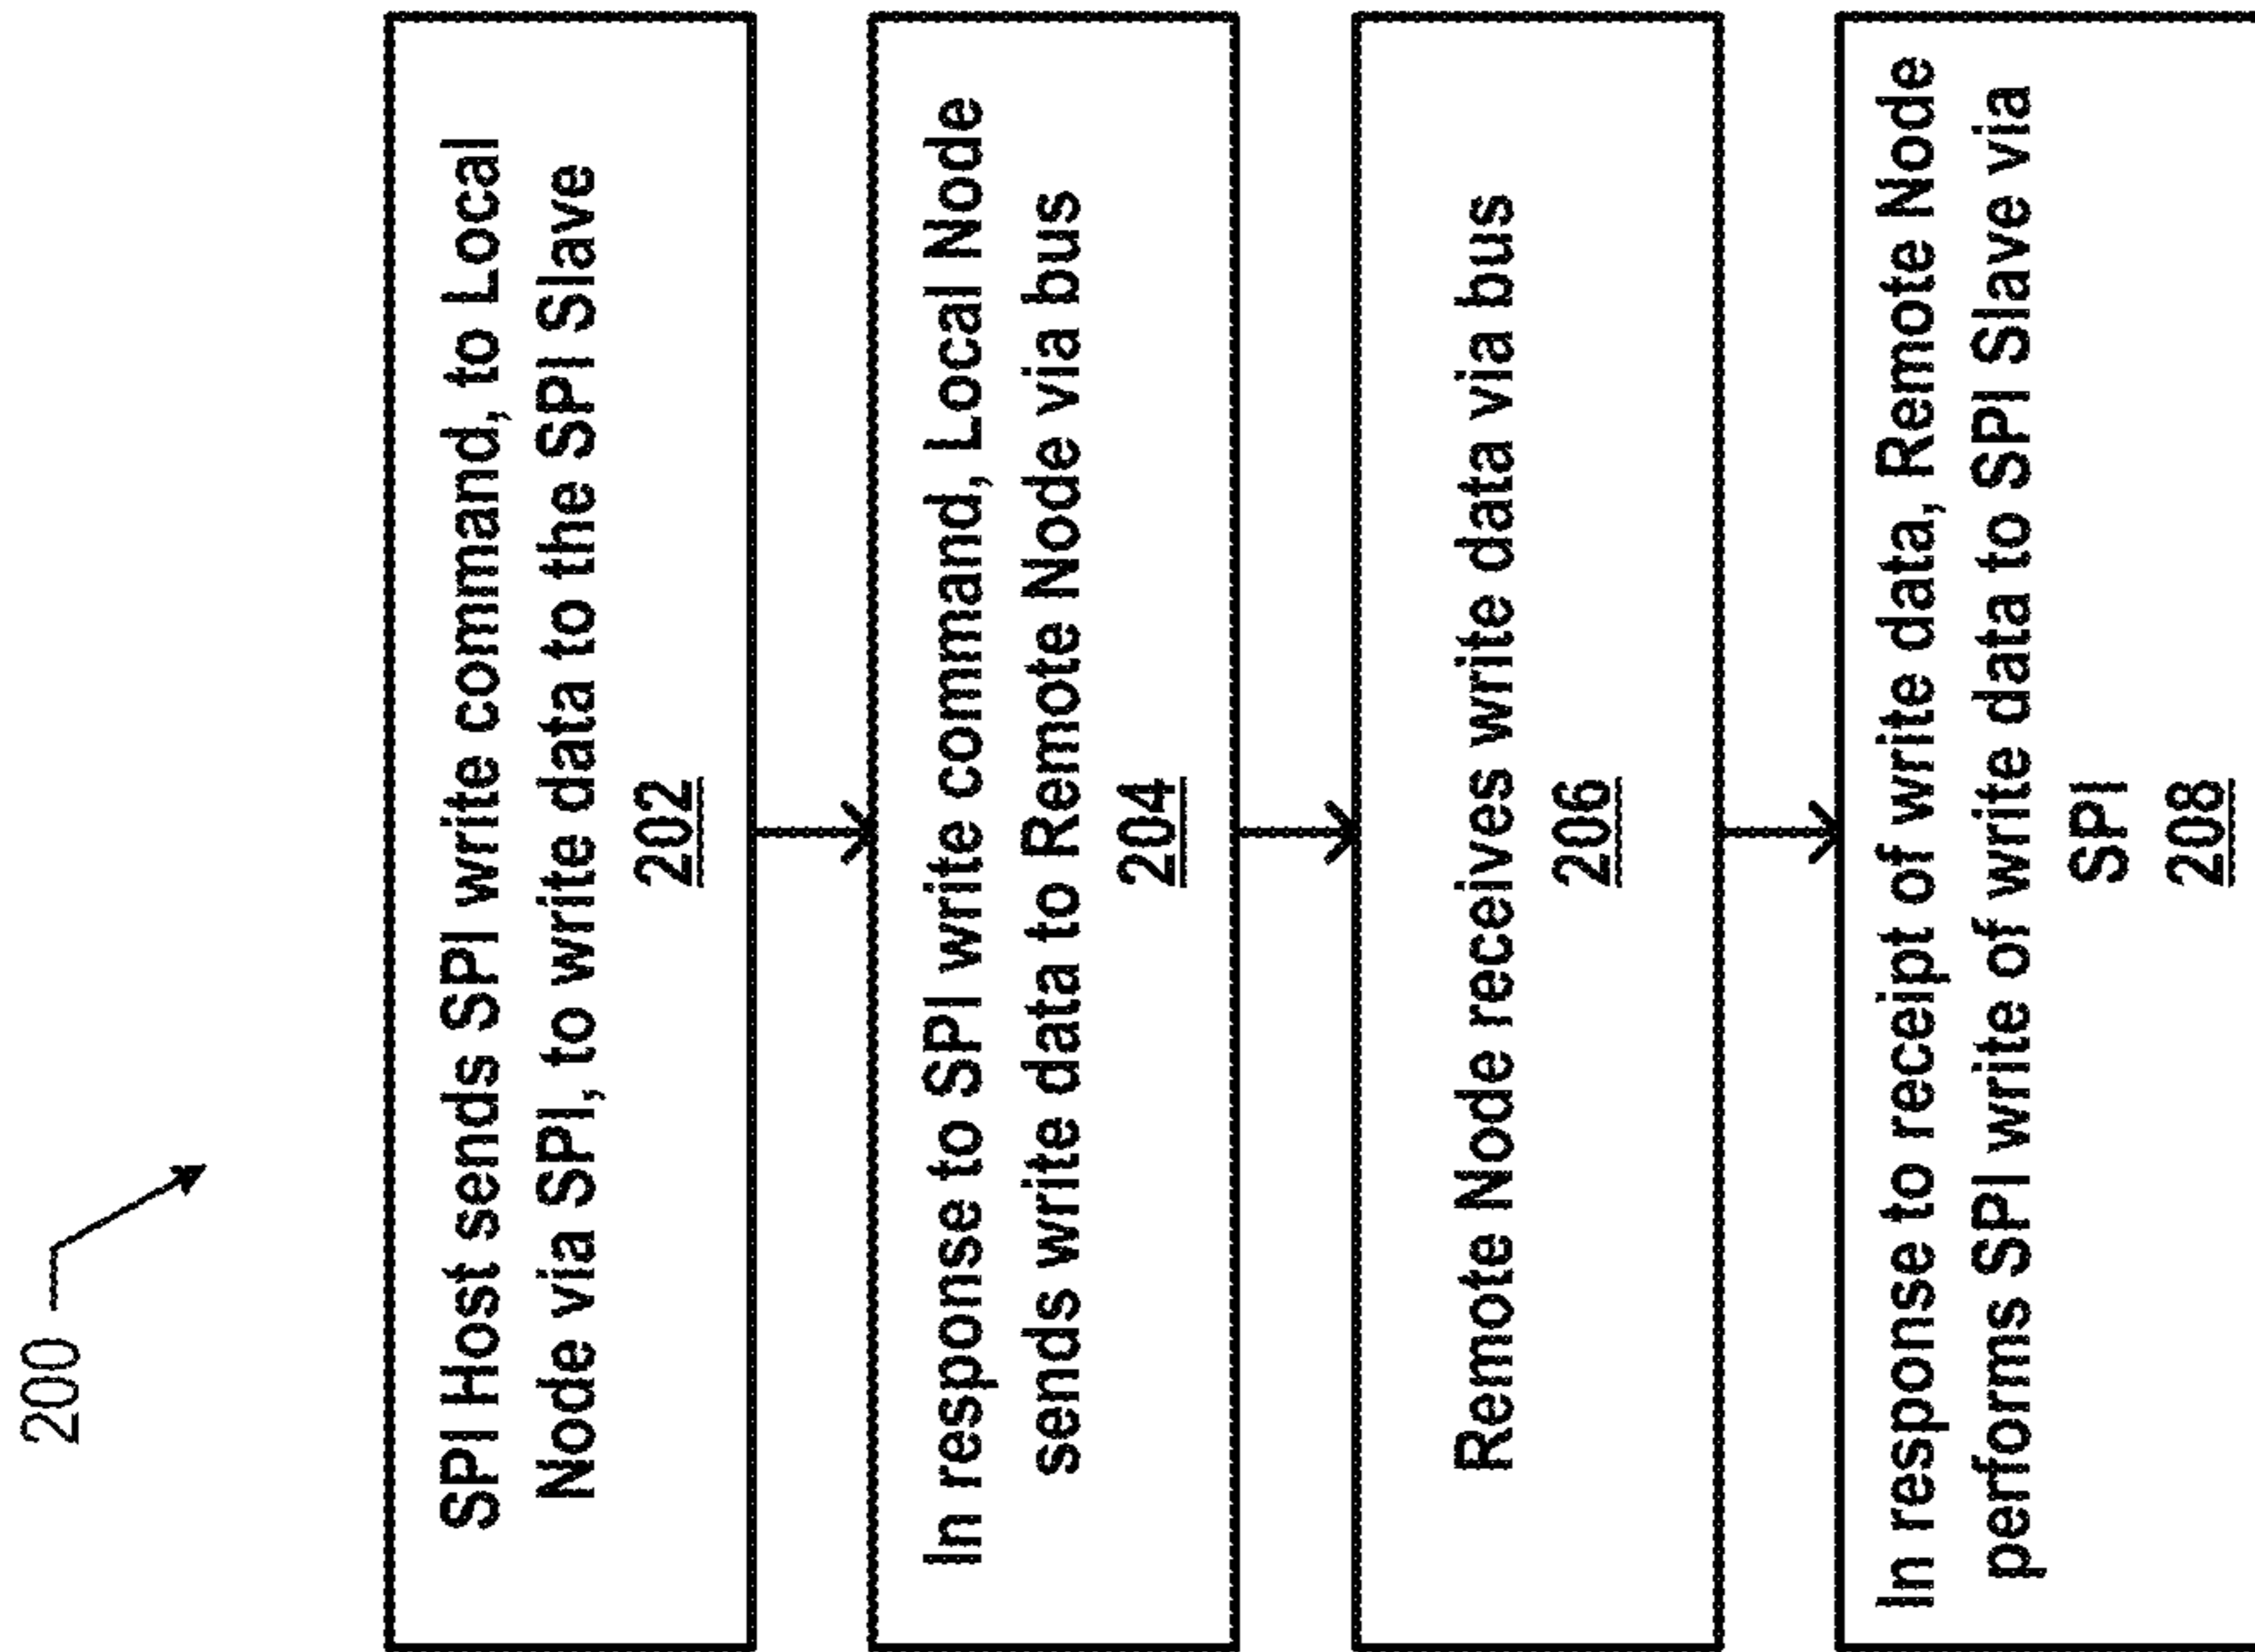 200
SPI Host sends SPI write command, to Local
Node via SPI, to write data to the SPI Slave
202
In response to SPI write command, Local Node
sends write data to Remote Node via bus
204
Remote Node receives write data via bus
206
In response to receipt of write data, Remote Node
performs SPI write of write data to SPI Slave via
SPI
208